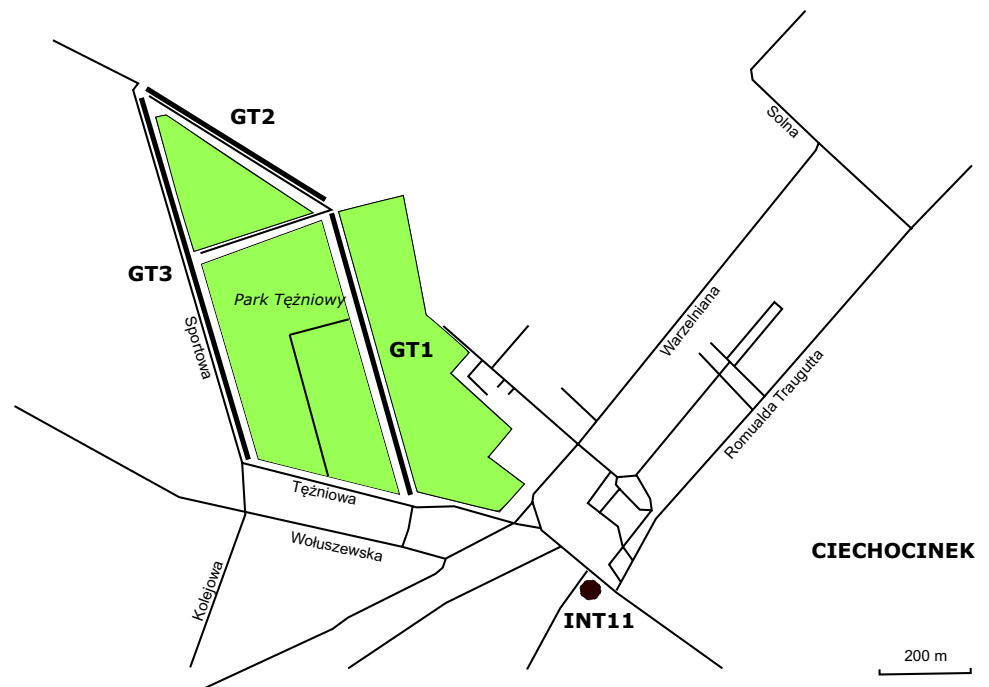 GT2
Solna
GT3
Park Tężniowy
Sportowa
GT1
Warzelniana
Romualda Traugutta
Tężniowa
Wołuszewska
Kolejowa
CIECHOCINEK
INT11
200 m